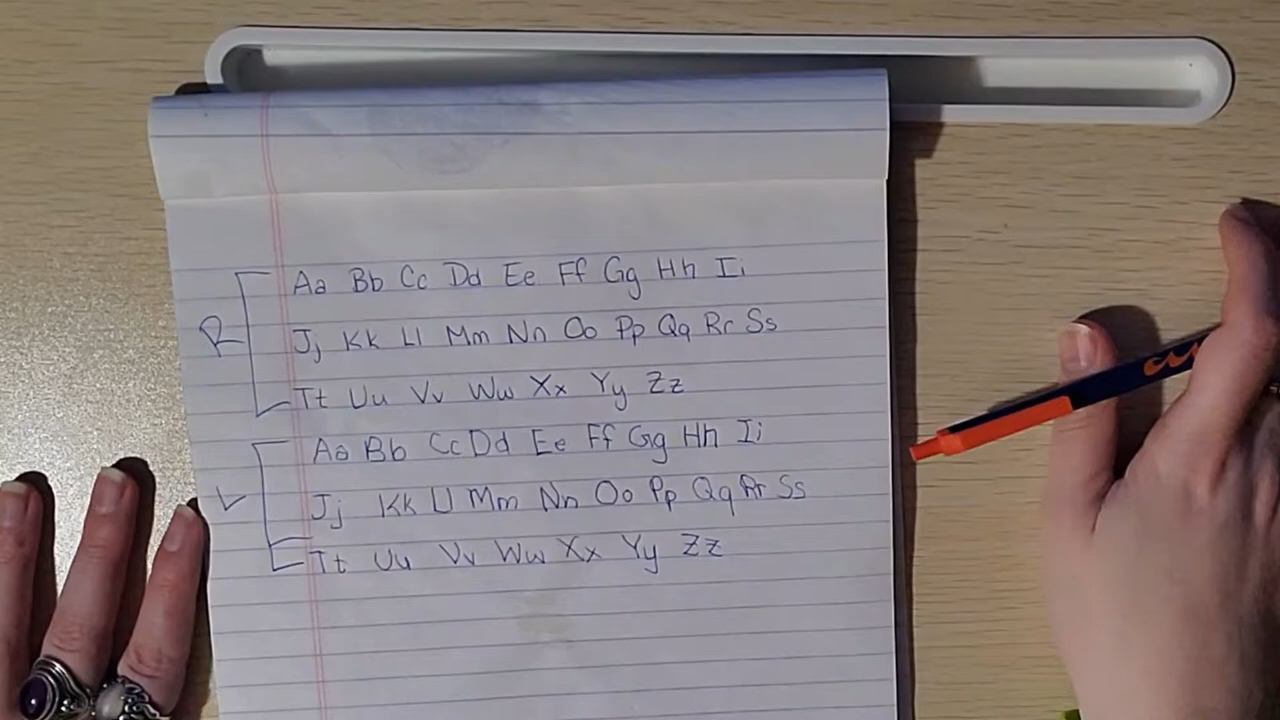 R
Aa Bb Cc Dd Ee Ff Gg Hh Ii
Jj Kk Ll Mm Nn Oo Pp Qq Rr Ss
Tt Uu Vv Ww Xx Yy Zz
L
Aa Bb Cc Dd Ee Ff Gg Hh Ii
Jj Kk Ll Mm Nn Oo Pp Qq Rr Ss
Tt Uu Vv Ww Xx Yy Zz